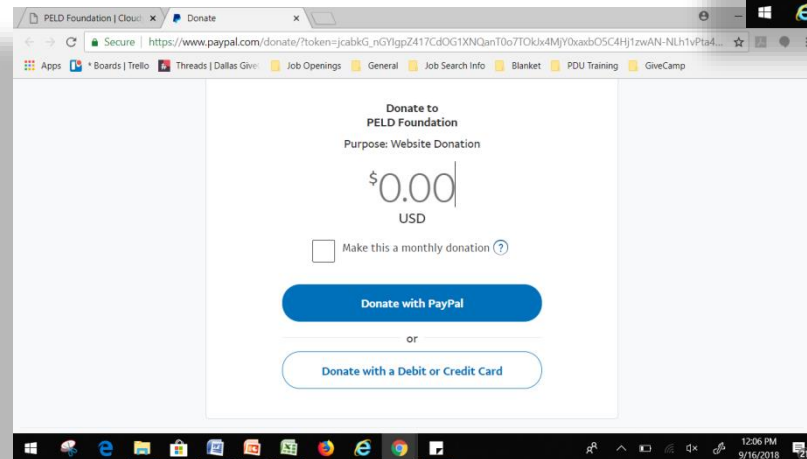 PELD Foundation | Cloud
Donate
Secure | https://www.paypal.com/donate/?token=jcabkG_nGYIgpZ417CdOG1XNQanT0o7TOkJx4MjY0xaxbO5C4Hj1zwAN-NLh1vPta4...
Apps * Boards | Trello Threads | Dallas Give Job Openings General Job Search Info Blanket PDU Training GiveCamp
Donate to
PELD Foundation
Purpose: Website Donation
$0.00
USD
Make this a monthly donation ?
Donate with PayPal
or
Donate with a Debit or Credit Card
12:06 PM
9/16/2018